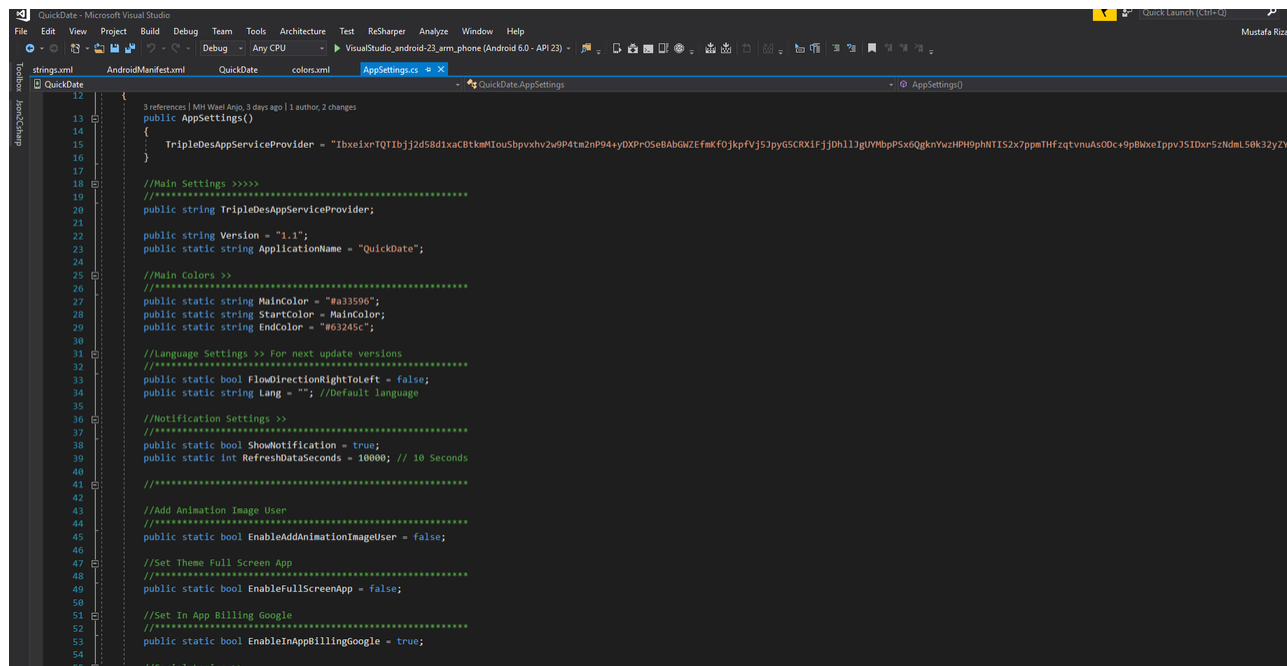 QuickDate - Microsoft Visual Studio
Quick Launch (Ctrl+Q)
File Edit View Project Build Debug Team Tools Architecture Test ReSharper Analyze Window Help
Mustafa Riza
Debug Any CPU VisualStudio_android-23_arm_phone (Android 6.0 - API 23)
Toolbox
Json2Csharp
strings.xml AndroidManifest.xml QuickDate colors.xml AppSettings.cs
QuickDate QuickDate.AppSettings AppSettings()
12 {
3 references | MH Wael Anjo, 3 days ago | 1 author, 2 changes
13 public AppSettings()
14 {
15 TripleDesAppServiceProvider =
16 }
17
18 //Main Settings >>>>>
19 //*********************************************************
20 public string TripleDesAppServiceProvider;
21
22 public string Version = "1.1";
23 public static string ApplicationName = "QuickDate";
24
25 //Main Colors >>
26 //*********************************************************
27 public static string MainColor = "#a33596";
28 public static string StartColor = MainColor;
29 public static string EndColor = "#63245c";
30
31 //Language Settings >> For next update versions
32 //*********************************************************
33 public static bool FlowDirectionRightToLeft = false;
34 public static string Lang = ""; //Default language
35
36 //Notification Settings >>
37 //*********************************************************
38 public static bool ShowNotification = true;
39 public static int RefreshDataSeconds = 10000; // 10 Seconds
40
41 //*********************************************************
42
43 //Add Animation Image User
44 //*********************************************************
45 public static bool EnableAddAnimationImageUser = false;
46
47 //Set Theme Full Screen App
48 //*********************************************************
49 public static bool EnableFullScreenApp = false;
50
51 //Set In App Billing Google
52 //*********************************************************
53 public static bool EnableInAppBillingGoogle = true;
54